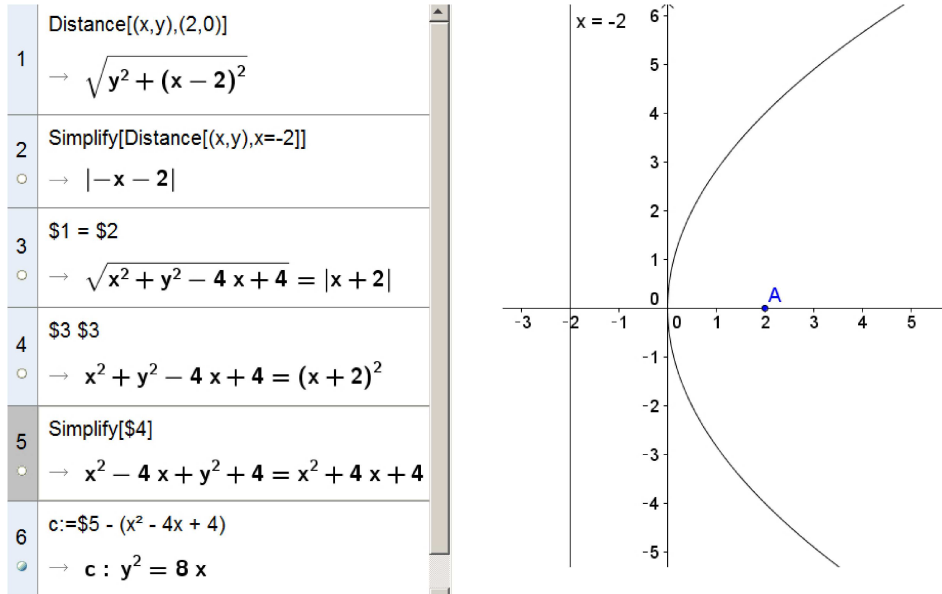 1
Distance[(x,y),(2,0)]
→ √y² + (x – 2)²
2
Simplify[Distance[(x,y),x=-2]]
→ |–x – 2|
3
$1 = $2
→ √x² + y² – 4 x + 4 = |x + 2|
4
$3 $3
→ x² + y² – 4 x + 4 = (x + 2)²
5
Simplify[$4]
→ x² – 4 x + y² + 4 = x² + 4 x + 4
6
c:=$5 - (x² - 4x + 4)
→ c : y² = 8 x
x = -2
6
5
4
3
2
1
0
A
-3 -2 -1 0 1 2 3 4 5
-1
-2
-3
-4
-5